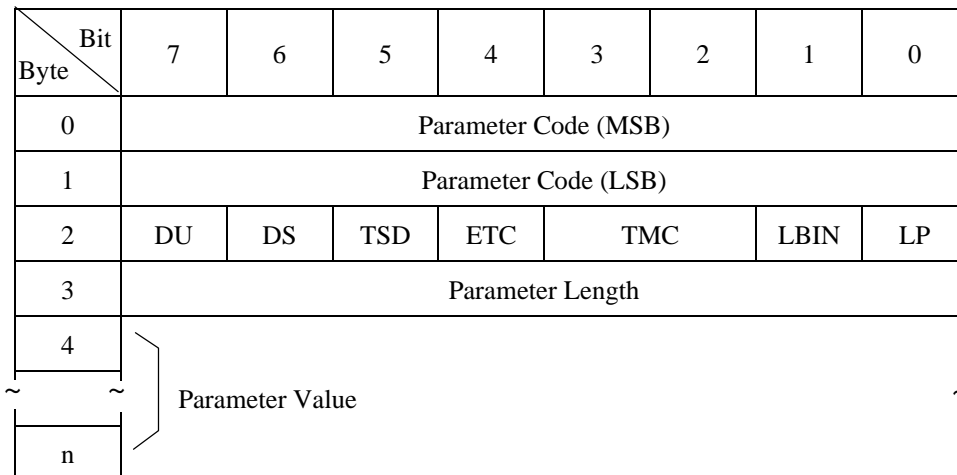 Bit
Byte 7 6 5 4 3 2 1 0
0 Parameter Code (MSB)
1 Parameter Code (LSB)
2 DU DS TSD ETC TMC LBIN LP
3 Parameter Length
4
~ ~ Parameter Value ~
n